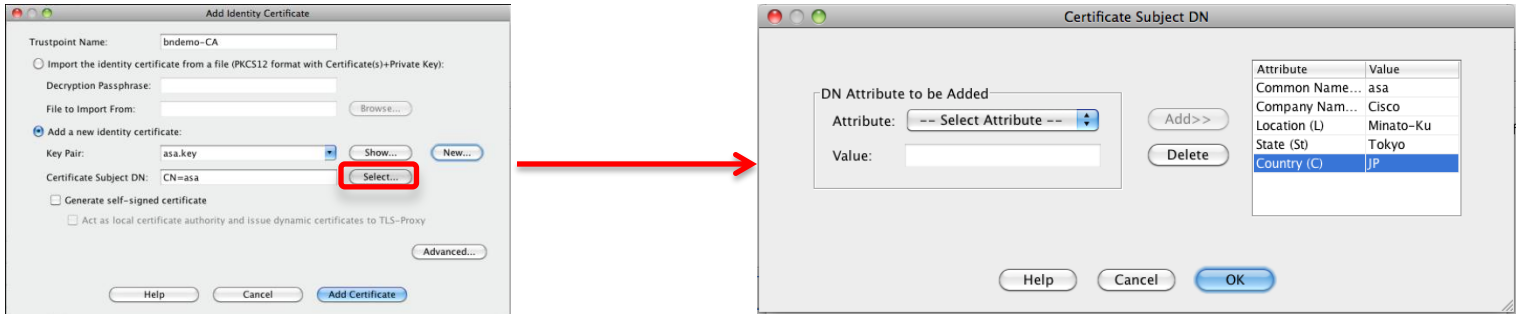 Add Identity Certificate
Trustpoint Name: bndemo-CA
Import the identity certificate from a file (PKCS12 format with Certificate(s)+Private Key):
Decryption Passphrase:
File to Import From: Browse...
Add a new identity certificate:
Key Pair: asa.key Show... New...
Certificate Subject DN: CN=asa Select...
Generate self-signed certificate
Act as local certificate authority and issue dynamic certificates to TLS-Proxy
Advanced...
Help Cancel Add Certificate
Certificate Subject DN
DN Attribute to be Added
Attribute: -- Select Attribute --
Value:
Add>>
Delete
Attribute Value
Common Name... asa
Company Nam... Cisco
Location (L) Minato-Ku
State (St) Tokyo
Country (C) JP
Help Cancel OK